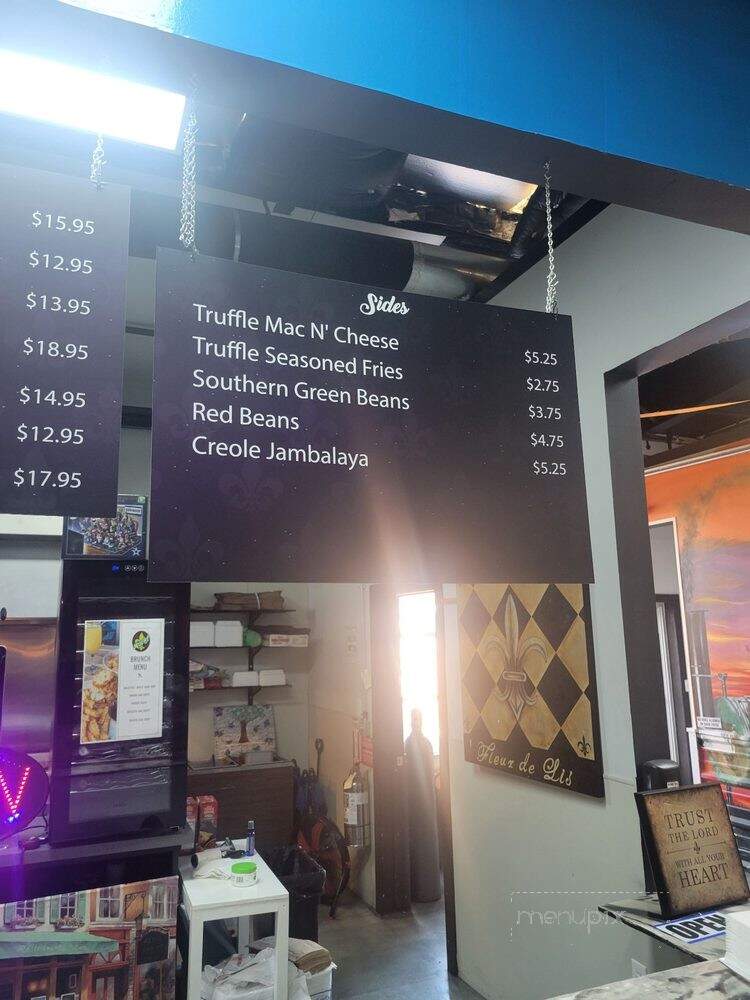 $15.95
$12.95
$13.95
$18.95
$14.95
$12.95
$17.95
Sides
Truffle Mac N' Cheese $5.25
Truffle Seasoned Fries $2.75
Southern Green Beans $3.75
Red Beans $4.75
Creole Jambalaya $5.25
BRUNCH
MENU
Fleur de Lis
TRUST
THE LORD
WITH ALL YOUR
HEART
OPEN
menupix